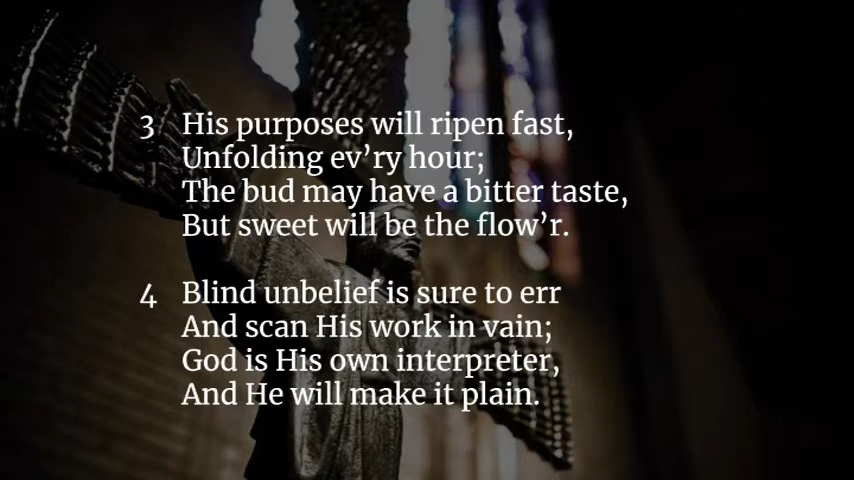 3 His purposes will ripen fast,
Unfolding ev’ry hour;
The bud may have a bitter taste,
But sweet will be the flow’r.
4 Blind unbelief is sure to err
And scan His work in vain;
God is His own interpreter,
And He will make it plain.